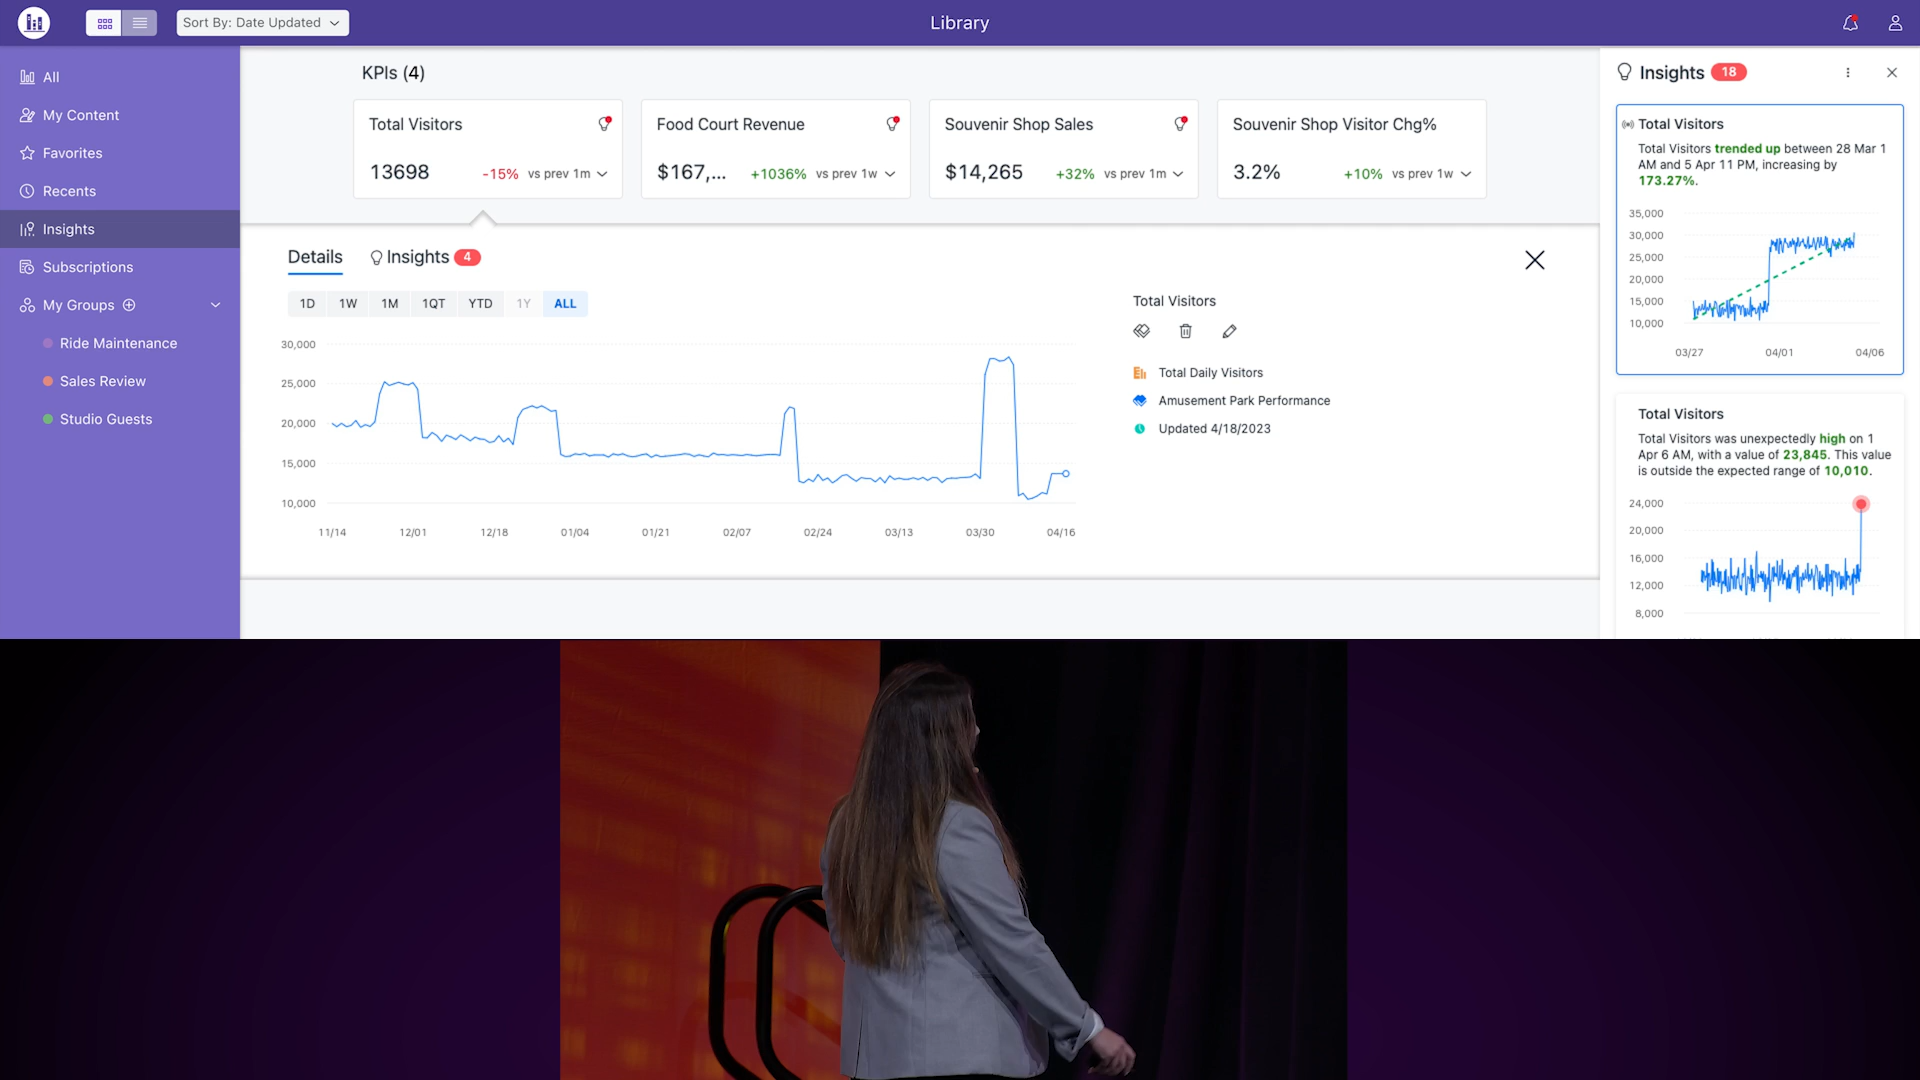 Sort By: Date Updated
Library
All
My Content
Favorites
Recents
Insights
Subscriptions
My Groups
Ride Maintenance
Sales Review
Studio Guests
KPIs (4)
Total Visitors
13698 -15% vs prev 1m
Food Court Revenue
$167,... +1036% vs prev 1w
Souvenir Shop Sales
$14,265 +32% vs prev 1m
Souvenir Shop Visitor Chg%
3.2% +10% vs prev 1w
Details Insights 4
1D 1W 1M 1QT YTD 1Y ALL
30,000
25,000
20,000
15,000
10,000
11/14 12/01 12/18 01/04 01/21 02/07 02/24 03/13 03/30 04/16
Total Visitors
Total Daily Visitors
Amusement Park Performance
Updated 4/18/2023
Insights 18
Total Visitors
Total Visitors trended up between 28 Mar 1
AM and 5 Apr 11 PM, increasing by
173.27%.
35,000
30,000
25,000
20,000
15,000
10,000
03/27 04/01 04/06
Total Visitors
Total Visitors was unexpectedly high on 1
Apr 6 AM, with a value of 23,845. This value
is outside the expected range of 10,010.
24,000
20,000
16,000
12,000
8,000